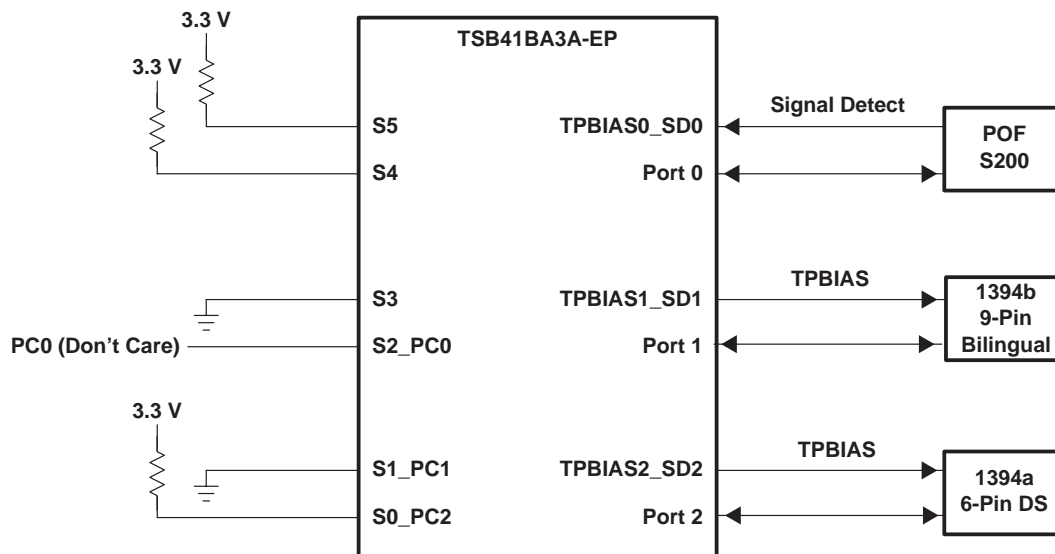 TSB41BA3A-EP
3.3 V
3.3 V
S5
S4
TPBIAS0_SD0
Port 0
Signal Detect
POF
S200
S3
PC0 (Don't Care)
S2_PC0
TPBIAS1_SD1
Port 1
TPBIAS
1394b
9-Pin
Bilingual
3.3 V
S1_PC1
S0_PC2
TPBIAS2_SD2
Port 2
TPBIAS
1394a
6-Pin DS